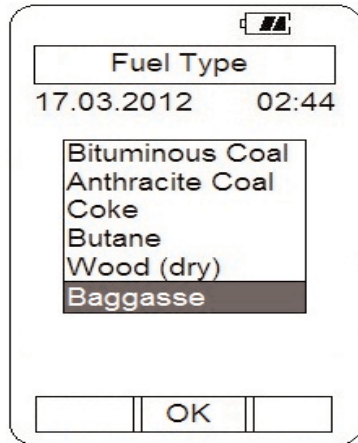 Fuel Type
17.03.2012 02:44
Bituminous Coal
Anthracite Coal
Coke
Butane
Wood (dry)
Baggasse
OK